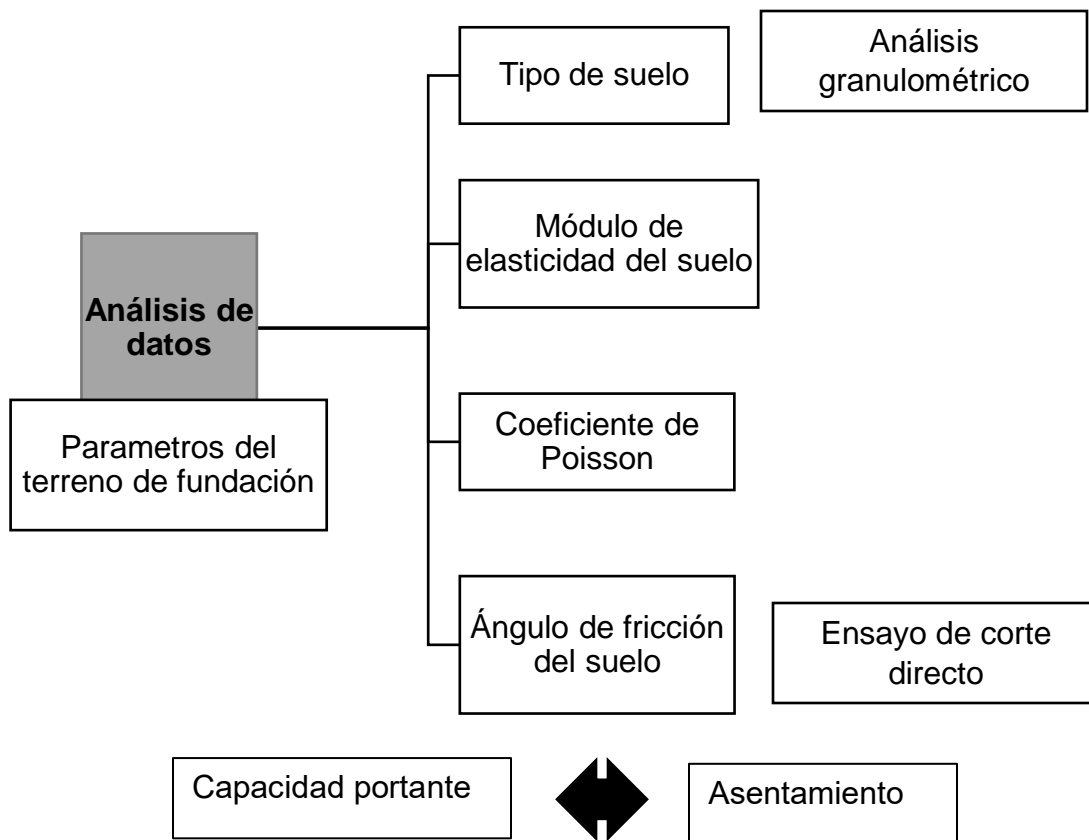 Tipo de suelo
Análisis
granulométrico
Módulo de
elasticidad del suelo
Análisis de
datos
Parametros del
terreno de fundación
Coeficiente de
Poisson
Ángulo de fricción
del suelo
Ensayo de corte
directo
Capacidad portante
Asentamiento